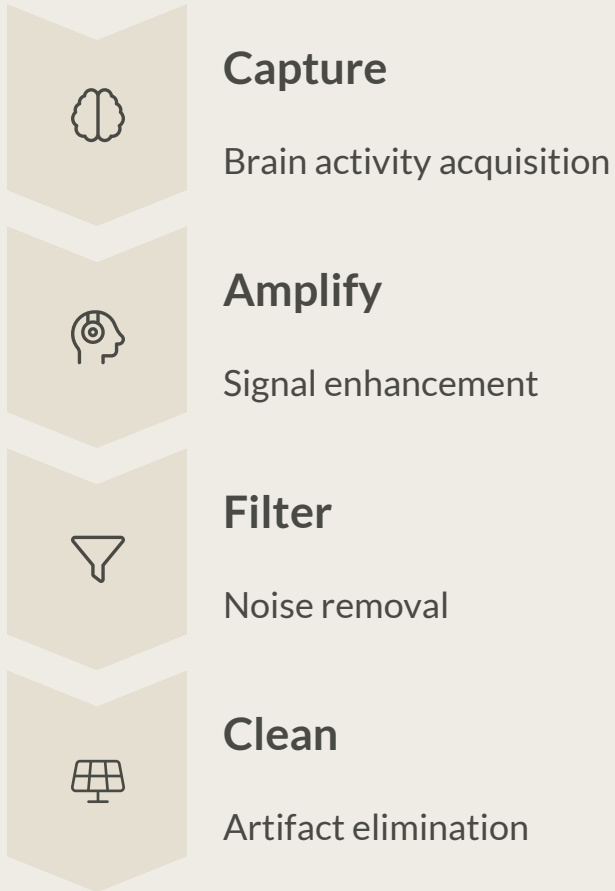 Capture
Brain activity acquisition
Amplify
Signal enhancement
Filter
Noise removal
Clean
Artifact elimination